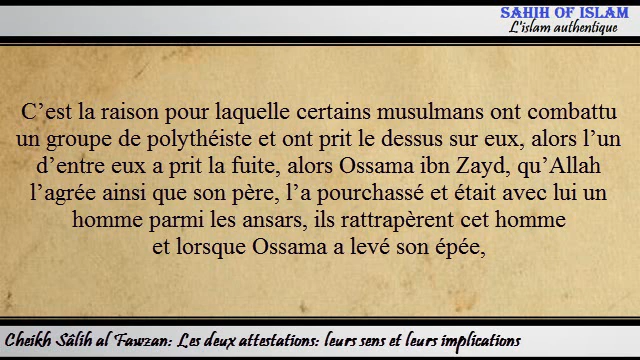 SAHIH OF ISLAM
L'islam authentique
C'est la raison pour laquelle certains musulmans ont combattu
un groupe de polythéiste et ont prit le dessus sur eux, alors l'un
d'entre eux a prit la fuite, alors Ossama ibn Zayd, qu'Allah
l'agrée ainsi que son père, l'a pourchassé et était avec lui un
homme parmi les ansars, ils rattrapèrent cet homme
et lorsque Ossama a levé son épée,
Cheikh Sâlih al Fawzan: Les deux attestations: leurs sens et leurs implications